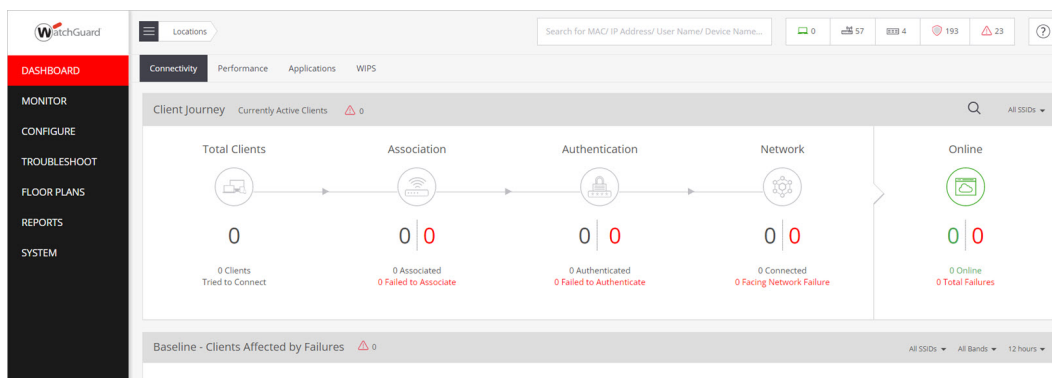 WatchGuard
Locations
Search for MAC/ IP Address/ User Name/ Device Name...
0
57
4
193
23
?
DASHBOARD
MONITOR
CONFIGURE
TROUBLESHOOT
FLOOR PLANS
REPORTS
SYSTEM
Connectivity Performance Applications WIPS
Client Journey Currently Active Clients 0 All SSIDs
Total Clients Association Authentication Network Online
0 0 0 0 0 0 0 0 0
0 Clients 0 Associated 0 Authenticated 0 Connected 0 Online
Tried to Connect 0 Failed to Associate 0 Failed to Authenticate 0 Facing Network Failure 0 Total Failures
Baseline - Clients Affected by Failures 0 All SSIDs All Bands 12 hours